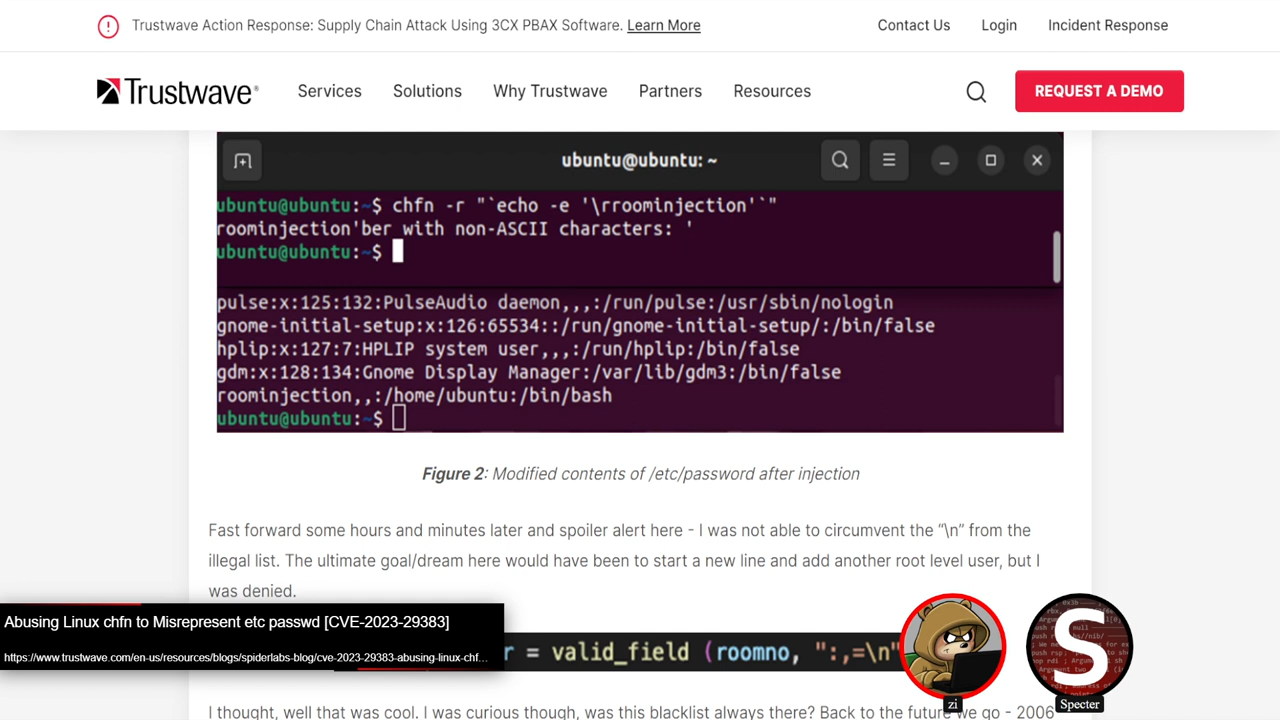 Trustwave Action Response: Supply Chain Attack Using 3CX PBAX Software. Learn More
Contact Us Login Incident Response
Trustwave® Services Solutions Why Trustwave Partners Resources REQUEST A DEMO
ubuntu@ubuntu: ~
ubuntu@ubuntu:~$ chfn -r "`echo -e '\rroominjection'`"
roominjection'ber with non-ASCII characters: '
ubuntu@ubuntu:~$
pulse:x:125:132:PulseAudio daemon,,,:/run/pulse:/usr/sbin/nologin
gnome-initial-setup:x:126:65534::/run/gnome-initial-setup/:/bin/false
hplip:x:127:7:HPLIP system user,,,:/run/hplip:/bin/false
gdm:x:128:134:Gnome Display Manager:/var/lib/gdm3:/bin/false
roominjection,,:/home/ubuntu:/bin/bash
ubuntu@ubuntu:~$
Figure 2: Modified contents of /etc/password after injection
Fast forward some hours and minutes later and spoiler alert here - I was not able to circumvent the “\n” from the
illegal list. The ultimate goal/dream here would have been to start a new line and add another root level user, but I
was denied.
Abusing Linux chfn to Misrepresent etc passwd [CVE-2023-29383]
https://www.trustwave.com/en-us/resources/blogs/spiderlabs-blog/cve-2023-29383-abusing-linux-chf...
r = valid_field (roomno, ":,=\n"
S
zi
Specter
I thought, well that was cool. I was curious though, was this blacklist always there? Back to the future we go - 2006